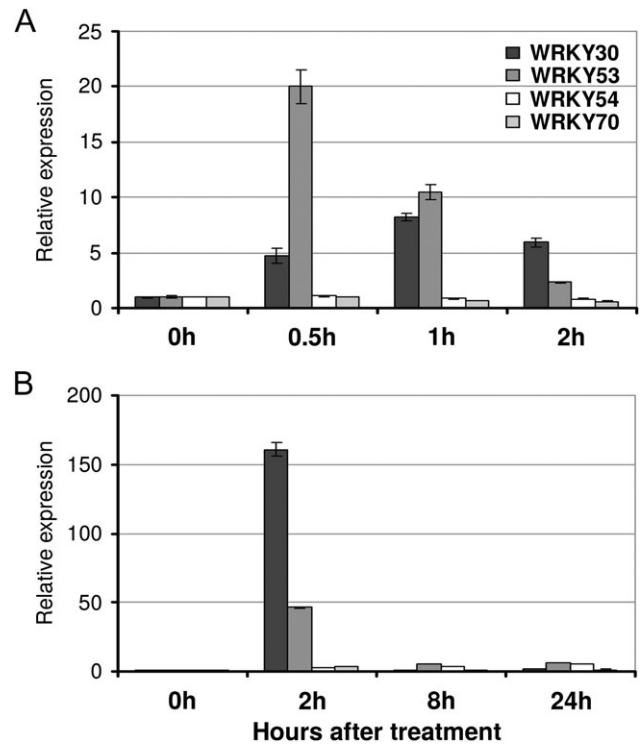 A
Relative expression
25
20
15
10
5
0
WRKY30
WRKY53
WRKY54
WRKY70
0h 0.5h 1h 2h
B
Relative expression
200
150
100
50
0
0h 2h 8h 24h
Hours after treatment